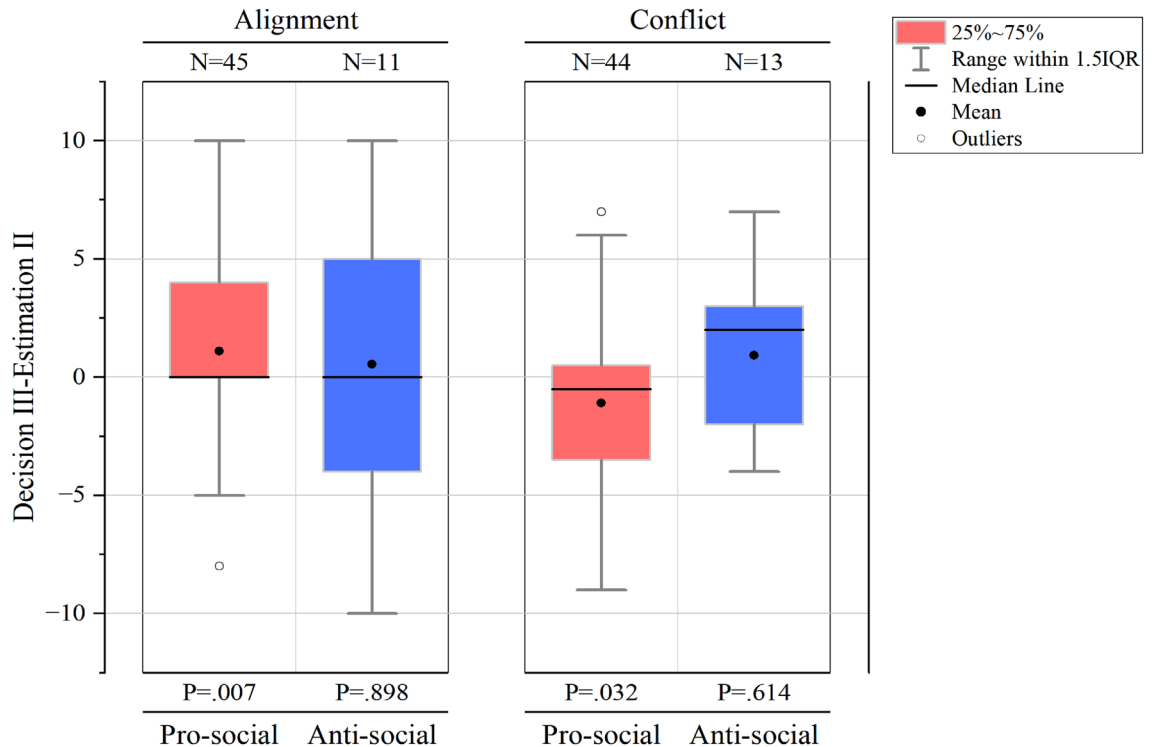 Alignment
Conflict
N=45
N=11
N=44
N=13
25%~75%
Range within 1.5IQR
Median Line
Mean
Outliers
Decision III-Estimation II
10
5
0
−5
−10
P=.007
P=.898
P=.032
P=.614
Pro-social
Anti-social
Pro-social
Anti-social